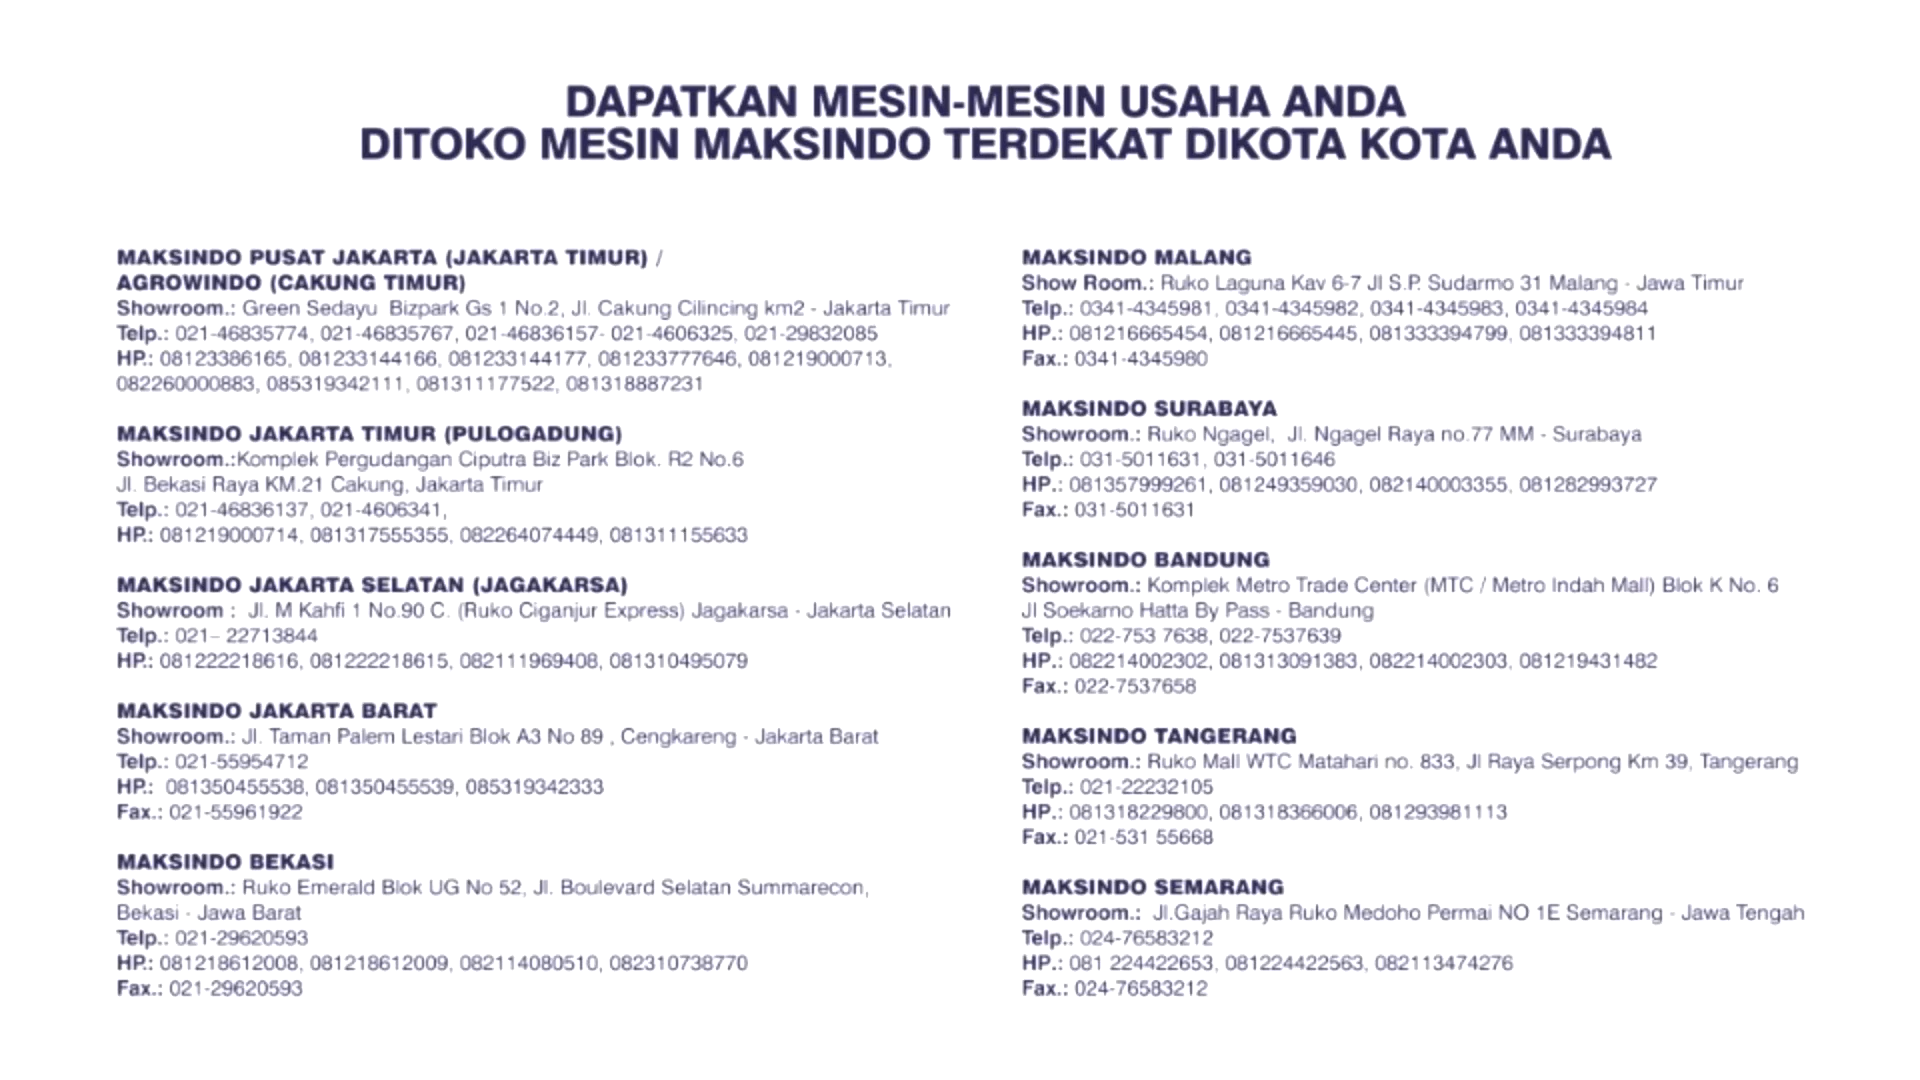 DAPATKAN MESIN-MESIN USAHA ANDA
DITOKO MESIN MAKSINDO TERDEKAT DIKOTA KOTA ANDA
MAKSINDO PUSAT JAKARTA (JAKARTA TIMUR) /
AGROWINDO (CAKUNG TIMUR)
Showroom.: Green Sedayu Bizpark Gs 1 No.2, Jl. Cakung Cilincing km2 - Jakarta Timur
Telp.: 021-46835774, 021-46835767, 021-46836157- 021-4606325, 021-29832085
HP.: 08123386165, 081233144166, 081233144177, 081233777646, 081219000713,
082260000883, 085319342111, 081311177522, 081318887231
MAKSINDO JAKARTA TIMUR (PULOGADUNG)
Showroom.:Komplek Pergudangan Ciputra Biz Park Blok. R2 No.6
Jl. Bekasi Raya KM.21 Cakung, Jakarta Timur
Telp.: 021-46836137, 021-4606341,
HP.: 081219000714, 081317555355, 082264074449, 081311155633
MAKSINDO JAKARTA SELATAN (JAGAKARSA)
Showroom : Jl. M Kahfi 1 No.90 C. (Ruko Ciganjur Express) Jagakarsa - Jakarta Selatan
Telp.: 021– 22713844
HP.: 081222218616, 081222218615, 082111969408, 081310495079
MAKSINDO JAKARTA BARAT
Showroom.: Jl. Taman Palem Lestari Blok A3 No 89 , Cengkareng - Jakarta Barat
Telp.: 021-55954712
HP.: 081350455538, 081350455539, 085319342333
Fax.: 021-55961922
MAKSINDO BEKASI
Showroom.: Ruko Emerald Blok UG No 52, Jl. Boulevard Selatan Summarecon,
Bekasi - Jawa Barat
Telp.: 021-29620593
HP.: 081218612008, 081218612009, 082114080510, 082310738770
Fax.: 021-29620593
MAKSINDO MALANG
Show Room.: Ruko Laguna Kav 6-7 Jl S.P. Sudarmo 31 Malang - Jawa Timur
Telp.: 0341-4345981, 0341-4345982, 0341-4345983, 0341-4345984
HP.: 081216665454, 081216665445, 081333394799, 081333394811
Fax.: 0341-4345980
MAKSINDO SURABAYA
Showroom.: Ruko Ngagel, Jl. Ngagel Raya no.77 MM - Surabaya
Telp.: 031-5011631, 031-5011646
HP.: 081357999261, 081249359030, 082140003355, 081282993727
Fax.: 031-5011631
MAKSINDO BANDUNG
Showroom.: Komplek Metro Trade Center (MTC / Metro Indah Mall) Blok K No. 6
Jl Soekarno Hatta By Pass - Bandung
Telp.: 022-753 7638, 022-7537639
HP.: 082214002302, 081313091383, 082214002303, 081219431482
Fax.: 022-7537658
MAKSINDO TANGERANG
Showroom.: Ruko Mall WTC Matahari no. 833, Jl Raya Serpong Km 39, Tangerang
Telp.: 021-22232105
HP.: 081318229800, 081318366006, 081293981113
Fax.: 021-531 55668
MAKSINDO SEMARANG
Showroom.: Jl.Gajah Raya Ruko Medoho Permai NO 1E Semarang - Jawa Tengah
Telp.: 024-76583212
HP.: 081 224422653, 081224422563, 082113474276
Fax.: 024-76583212